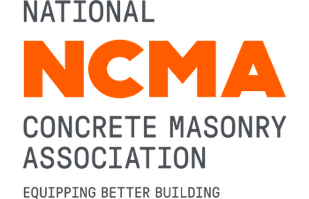 NATIONAL
NCMA
CONCRETE MASONRY
ASSOCIATION
EQUIPPING BETTER BUILDING